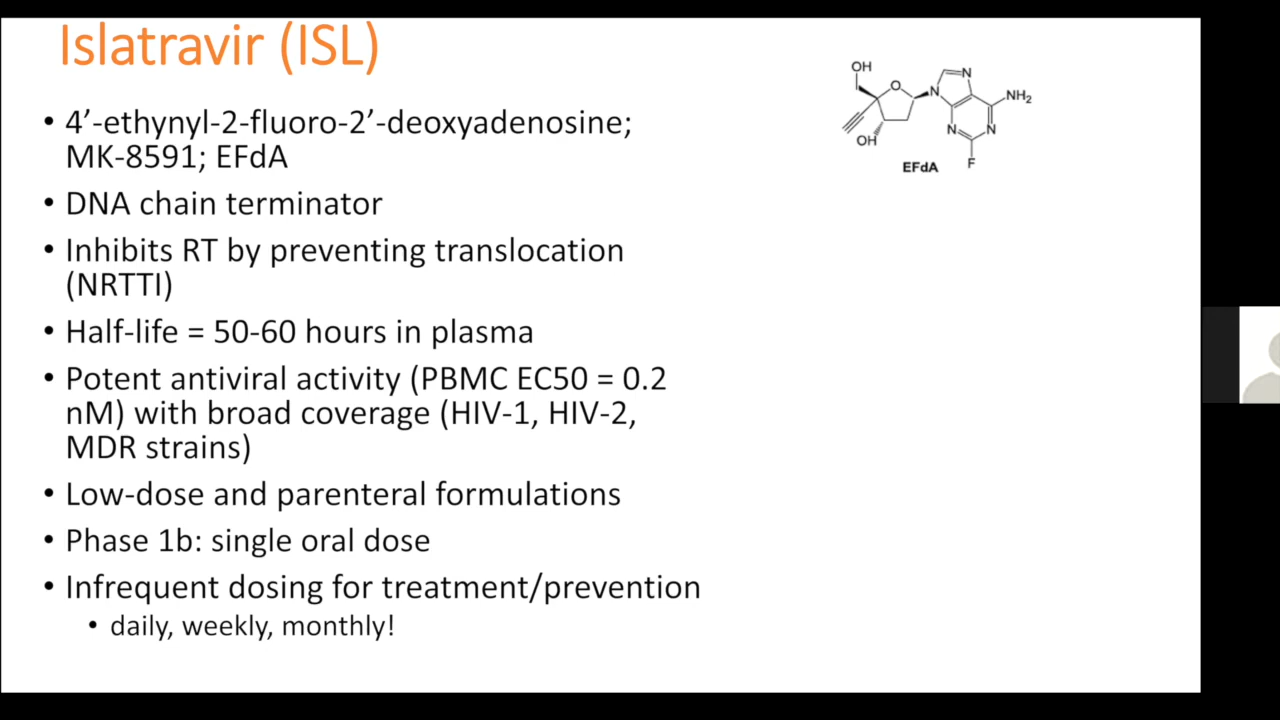 Islatravir (ISL)
• 4’-ethynyl-2-fluoro-2’-deoxyadenosine;
MK-8591; EFdA
• DNA chain terminator
• Inhibits RT by preventing translocation
(NRTTI)
• Half-life = 50-60 hours in plasma
• Potent antiviral activity (PBMC EC50 = 0.2
nM) with broad coverage (HIV-1, HIV-2,
MDR strains)
• Low-dose and parenteral formulations
• Phase 1b: single oral dose
• Infrequent dosing for treatment/prevention
• daily, weekly, monthly!
OH
O
N
N
NH2
N
N
OH
F
EFdA